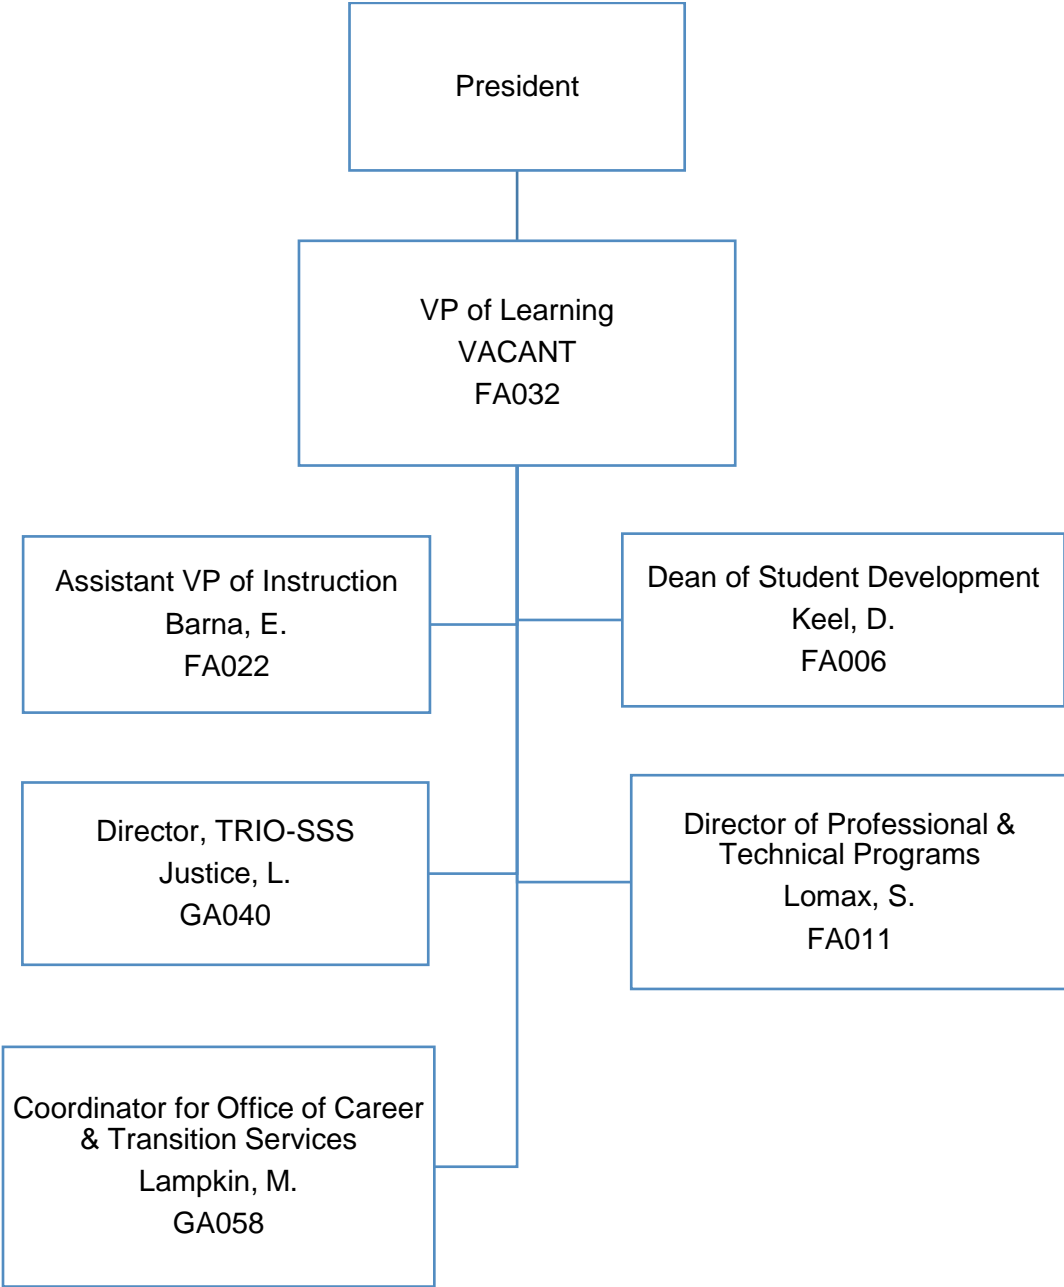 President
VP of Learning
VACANT
FA032
Assistant VP of Instruction
Barna, E.
FA022
Dean of Student Development
Keel, D.
FA006
Director, TRIO-SSS
Justice, L.
GA040
Director of Professional &
Technical Programs
Lomax, S.
FA011
Coordinator for Office of Career
& Transition Services
Lampkin, M.
GA058